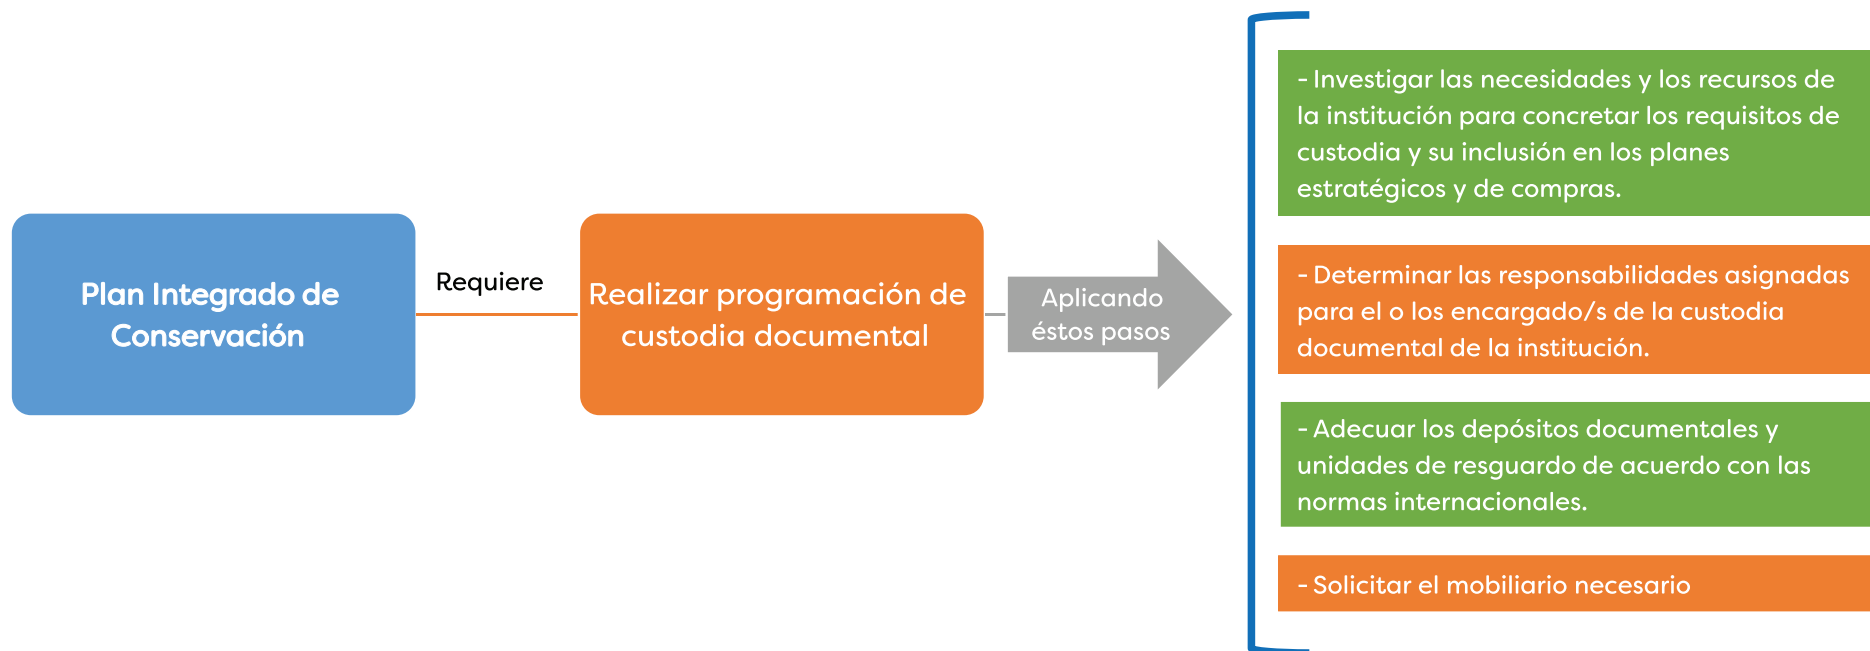 Plan Integrado de
Conservación
Requiere
Realizar programación de
custodia documental
Aplicando
éstos pasos
- Investigar las necesidades y los recursos de
la institución para concretar los requisitos de
custodia y su inclusión en los planes
estratégicos y de compras.
- Determinar las responsabilidades asignadas
para el o los encargado/s de la custodia
documental de la institución.
- Adecuar los depósitos documentales y
unidades de resguardo de acuerdo con las
normas internacionales.
- Solicitar el mobiliario necesario